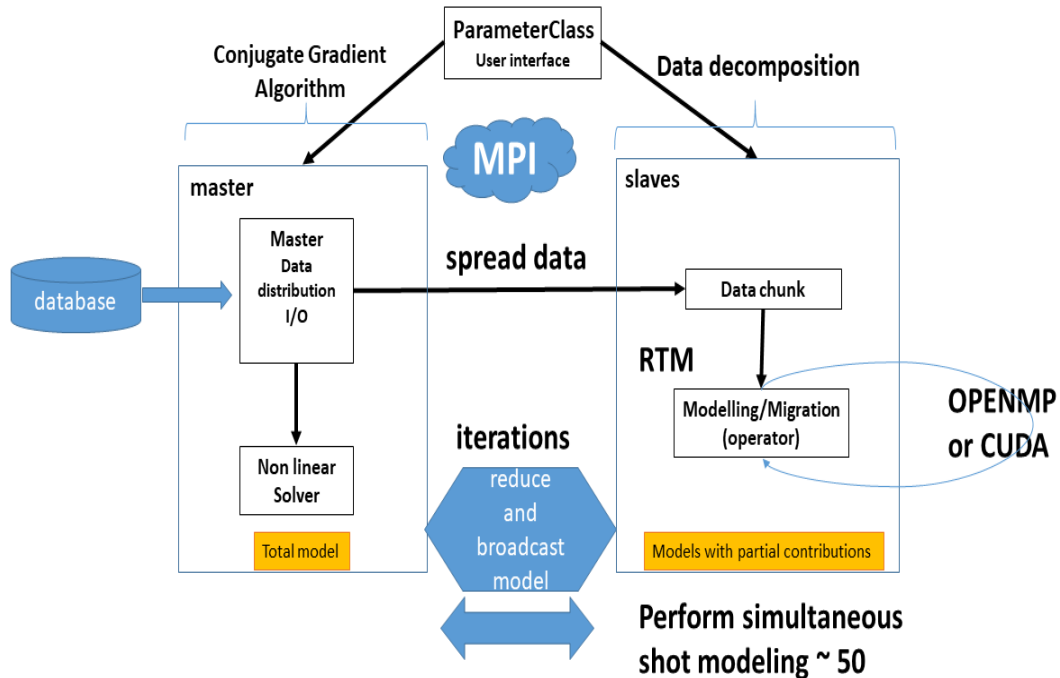 ParameterClass
User interface
Conjugate Gradient
Algorithm
Data decomposition
MPI
master
slaves
Master
Data
distribution
I/O
spread data
database
Data chunk
RTM
Modelling/Migration
(operator)
OPENMP
or CUDA
iterations
Non linear
Solver
reduce
and
broadcast
model
Total model
Models with partial contributions
Perform simultaneous
shot modeling ~ 50